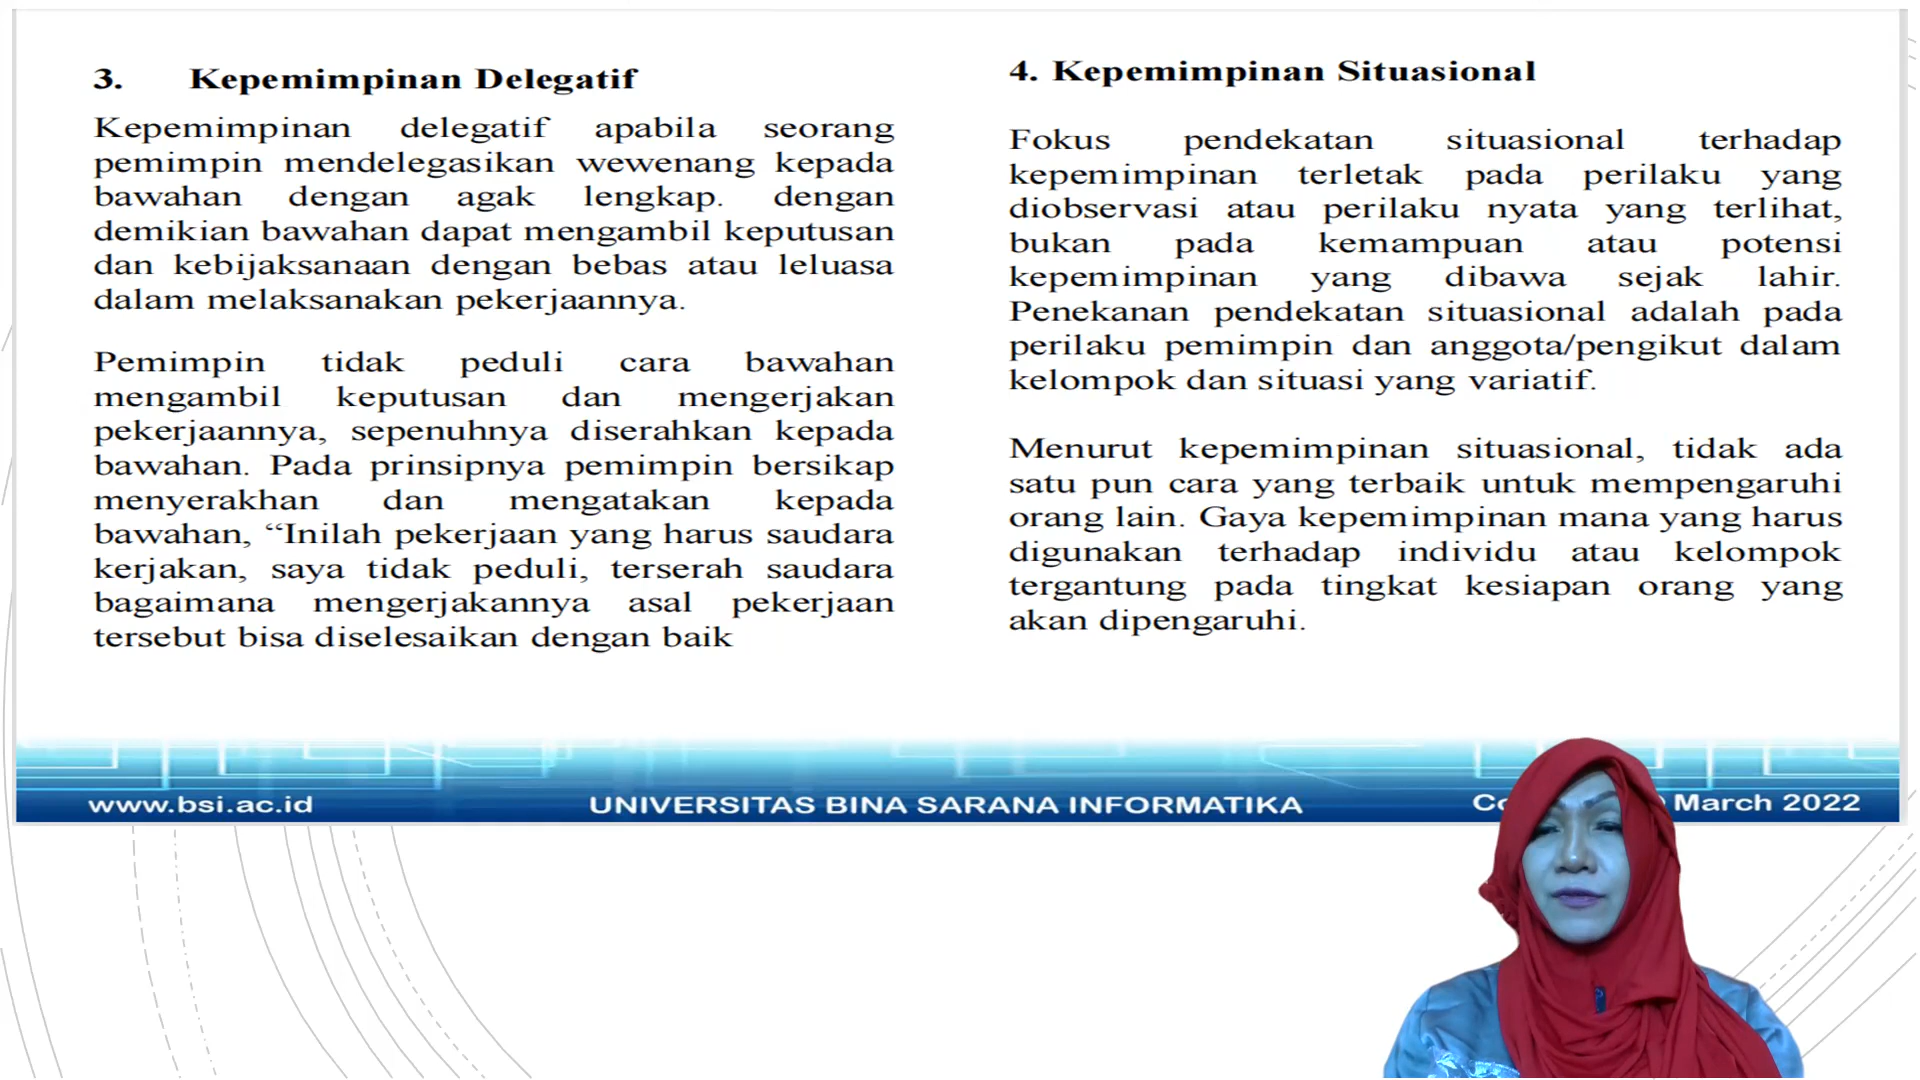 3. Kepemimpinan Delegatif
Kepemimpinan delegatif apabila seorang
pemimpin mendelegasikan wewenang kepada
bawahan dengan agak lengkap. dengan
demikian bawahan dapat mengambil keputusan
dan kebijaksanaan dengan bebas atau leluasa
dalam melaksanakan pekerjaannya.
Pemimpin tidak peduli cara bawahan
mengambil keputusan dan mengerjakan
pekerjaannya, sepenuhnya diserahkan kepada
bawahan. Pada prinsipnya pemimpin bersikap
menyerakhan dan mengatakan kepada
bawahan, “Inilah pekerjaan yang harus saudara
kerjakan, saya tidak peduli, terserah saudara
bagaimana mengerjakannya asal pekerjaan
tersebut bisa diselesaikan dengan baik
4. Kepemimpinan Situasional
Fokus pendekatan situasional terhadap
kepemimpinan terletak pada perilaku yang
diobservasi atau perilaku nyata yang terlihat,
bukan pada kemampuan atau potensi
kepemimpinan yang dibawa sejak lahir.
Penekanan pendekatan situasional adalah pada
perilaku pemimpin dan anggota/pengikut dalam
kelompok dan situasi yang variatif.
Menurut kepemimpinan situasional, tidak ada
satu pun cara yang terbaik untuk mempengaruhi
orang lain. Gaya kepemimpinan mana yang harus
digunakan terhadap individu atau kelompok
tergantung pada tingkat kesiapan orang yang
akan dipengaruhi.
www.bsi.ac.id
UNIVERSITAS BINA SARANA INFORMATIKA
March 2022